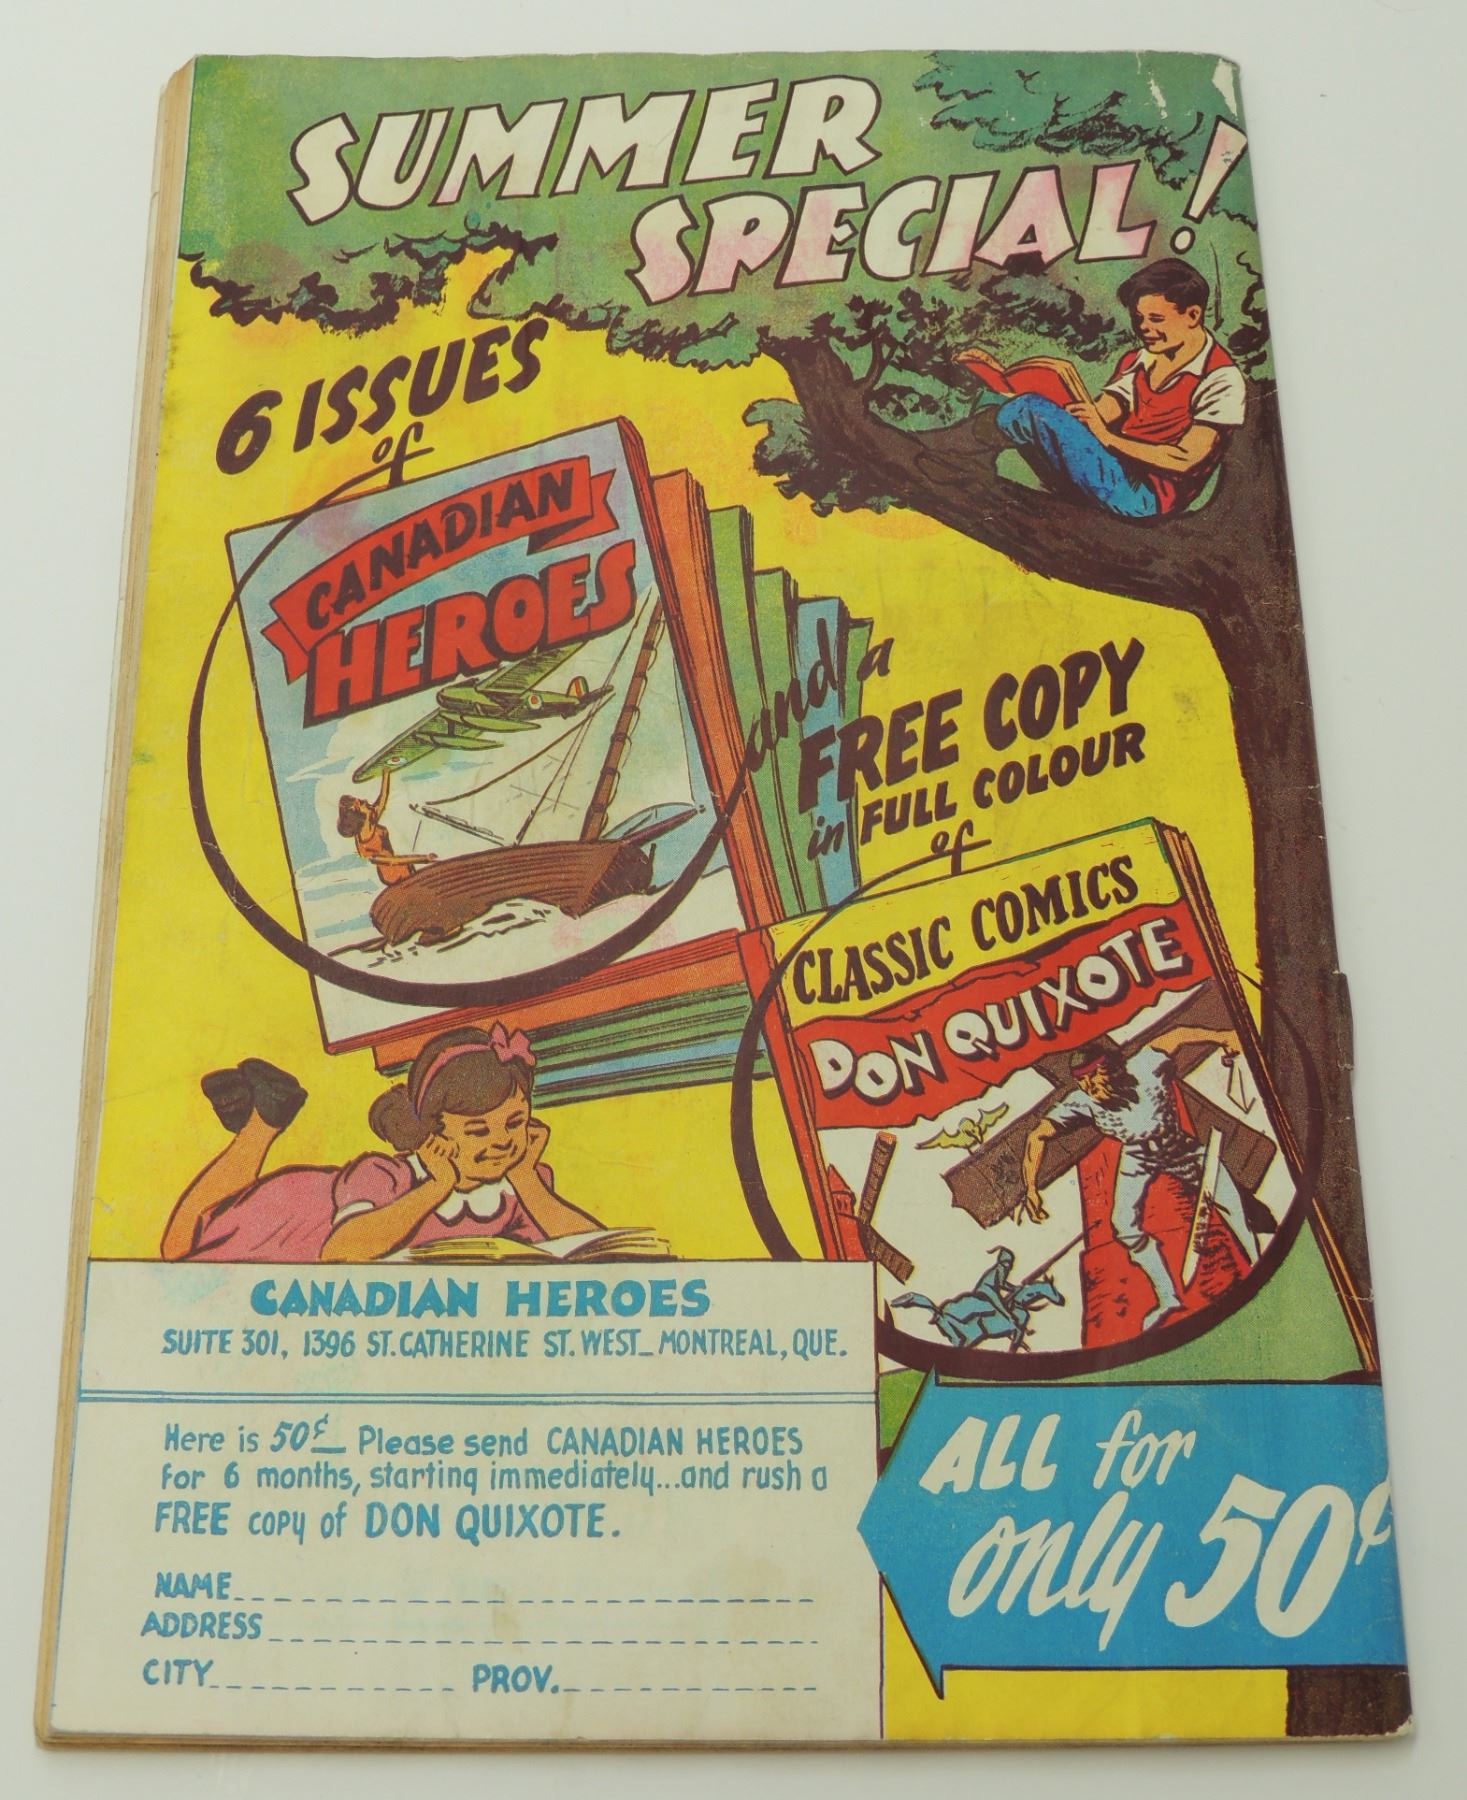 SUMMER
SPECIAL!
6 ISSUES
of
CANADIAN
HEROES
and a
FREE COPY
in FULL COLOUR
of
CLASSIC COMICS
DON QUIXOTE
CANADIAN HEROES
SUITE 301, 1396 ST. CATHERINE ST. WEST_ MONTREAL, QUE.
Here is 50¢_ Please send CANADIAN HEROES
for 6 months, starting immediately...and rush a
FREE copy of DON QUIXOTE.
NAME
ADDRESS
CITY PROV.
ALL for
only 50¢